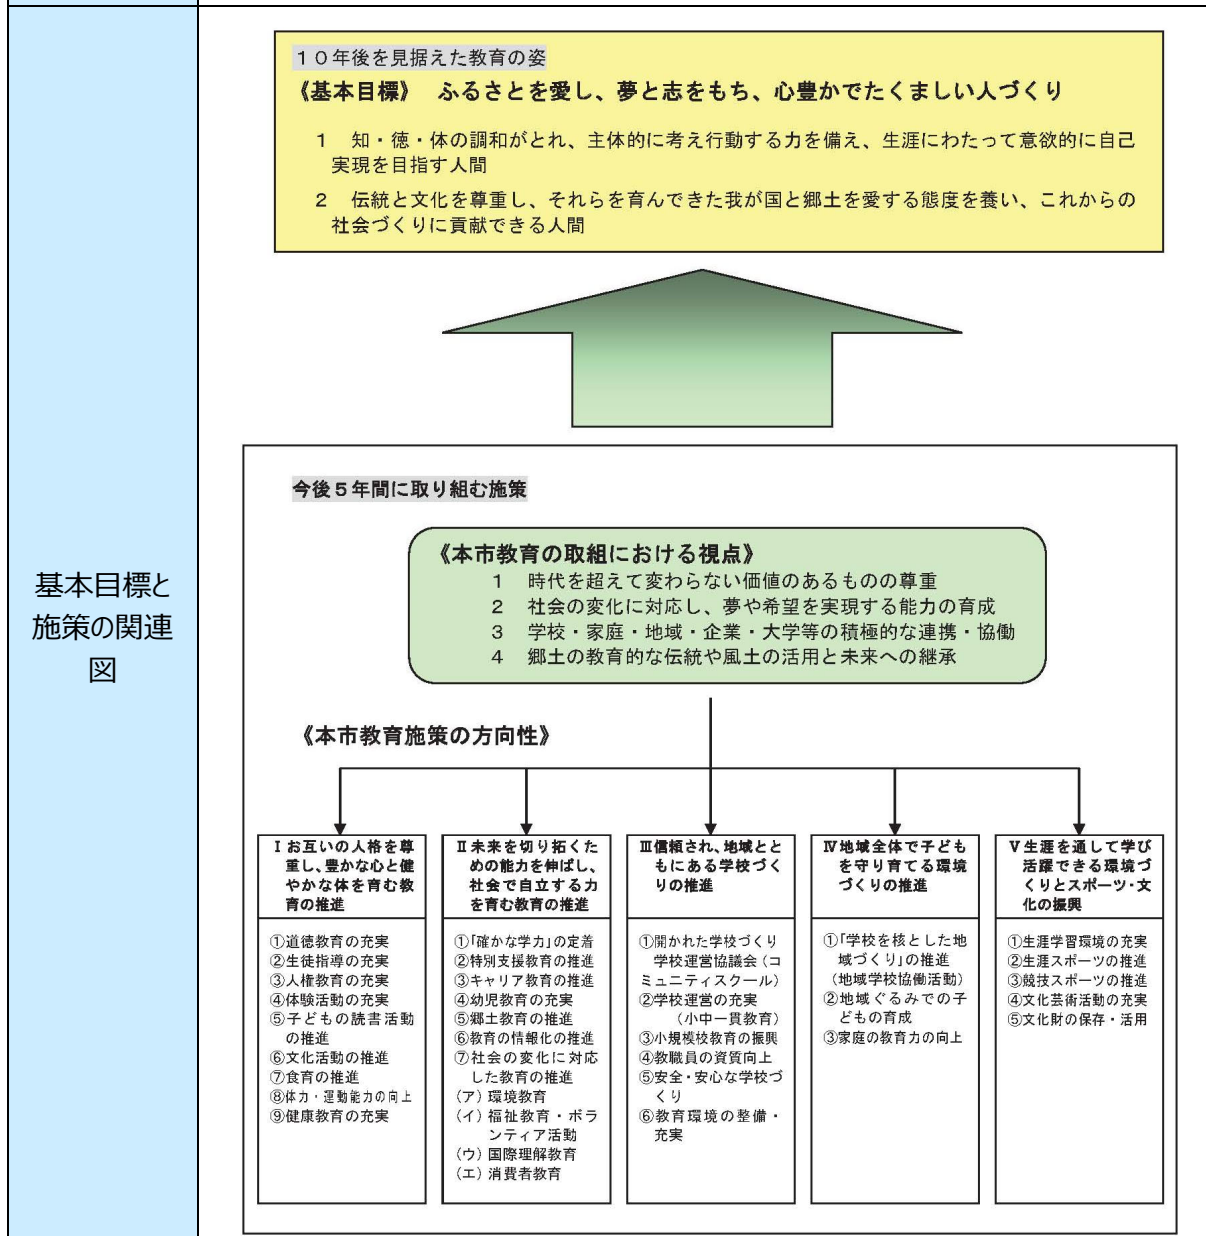 基本目標と
施策の関連
図
１０年後を見据えた教育の姿
《基本目標》　ふるさとを愛し、夢と志をもち、心豊かでたくましい人づくり
１　知・徳・体の調和がとれ、主体的に考え行動する力を備え、生涯にわたって意欲的に自己
実現を目指す人間
２　伝統と文化を尊重し、それらを育んできた我が国と郷土を愛する態度を養い、これからの
社会づくりに貢献できる人間
今後５年間に取り組む施策
《本市教育の取組における視点》
１　時代を超えて変わらない価値のあるものの尊重
２　社会の変化に対応し、夢や希望を実現する能力の育成
３　学校・家庭・地域・企業・大学等の積極的な連携・協働
４　郷土の教育的な伝統や風土の活用と未来への継承
《本市教育施策の方向性》
Ⅰお互いの人格を尊
重し、豊かな心と健
やかな体を育む教
育の推進
①道徳教育の充実
②生徒指導の充実
③人権教育の充実
④体験活動の充実
⑤子どもの読書活動
の推進
⑥文化活動の推進
⑦食育の推進
⑧体力・運動能力の向上
⑨健康教育の充実
Ⅱ未来を切り拓くた
めの能力を伸ばし、
社会で自立する力
を育む教育の推進
①「確かな学力」の定着
②特別支援教育の推進
③キャリア教育の推進
④幼児教育の充実
⑤郷土教育の推進
⑥教育の情報化の推進
⑦社会の変化に対応
した教育の推進
（ア）環境教育
（イ）福祉教育・ボラ
ンティア活動
（ウ）国際理解教育
（エ）消費者教育
Ⅲ信頼され、地域とと
もにある学校づく
りの推進
①開かれた学校づくり
学校運営協議会（コ
ミュニティスクール）
②学校運営の充実
（小中一貫教育）
③小規模校教育の振興
④教職員の資質向上
⑤安全・安心な学校づ
くり
⑥教育環境の整備・
充実
Ⅳ地域全体で子ども
を守り育てる環境
づくりの推進
①「学校を核とした地
域づくり」の推進
（地域学校協働活動）
②地域ぐるみでの子
どもの育成
③家庭の教育力の向上
Ⅴ生涯を通して学び
活躍できる環境づ
くりとスポーツ・文
化の振興
①生涯学習環境の充実
②生涯スポーツの推進
③競技スポーツの推進
④文化芸術活動の充実
⑤文化財の保存・活用